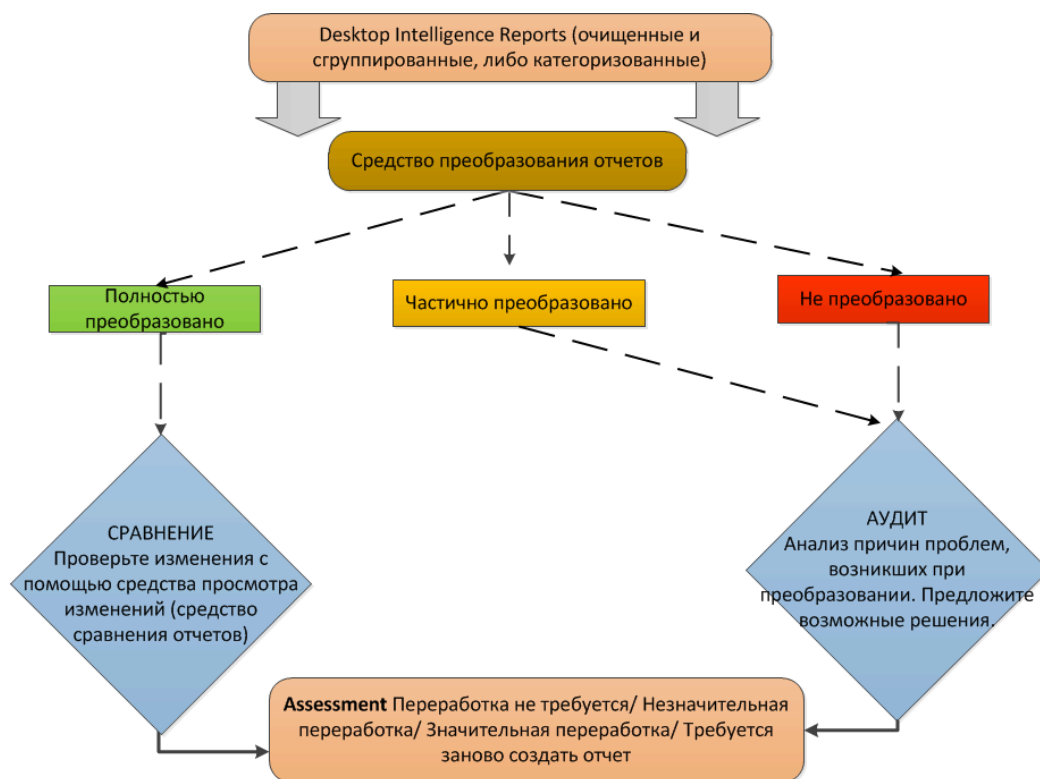 Desktop Intelligence Reports (очищенные и
сгруппированные, либо категоризованные)
Средство преобразования отчетов
Полностью
преобразовано
Частично преобразовано
Не преобразовано
СРАВНЕНИЕ
Проверьте изменения с
помощью средства просмотра
изменений (средство
сравнения отчетов)
АУДИТ
Анализ причин проблем,
возникших при
преобразовании. Предложите
возможные решения.
Assessment Переработка не требуется/ Незначительная
переработка/ Значительная переработка/ Требуется
заново создать отчет